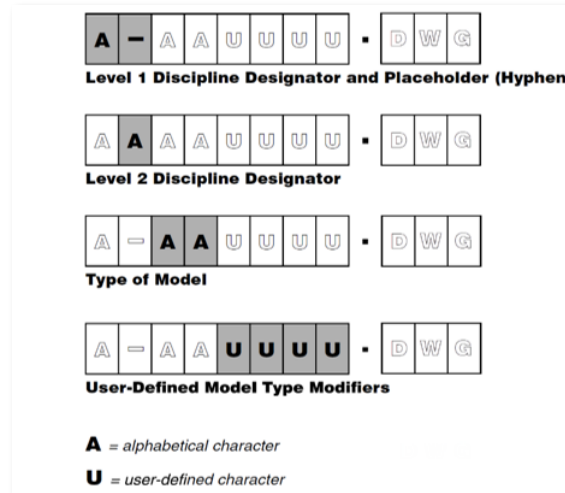 A - A A U U U U . D W G
Level 1 Discipline Designator and Placeholder (Hyphen
A A A A U U U U . D W G
Level 2 Discipline Designator
A - A A U U U U . D W G
Type of Model
A - A A U U U U . D W G
User-Defined Model Type Modifiers
A = alphabetical character
U = user-defined character